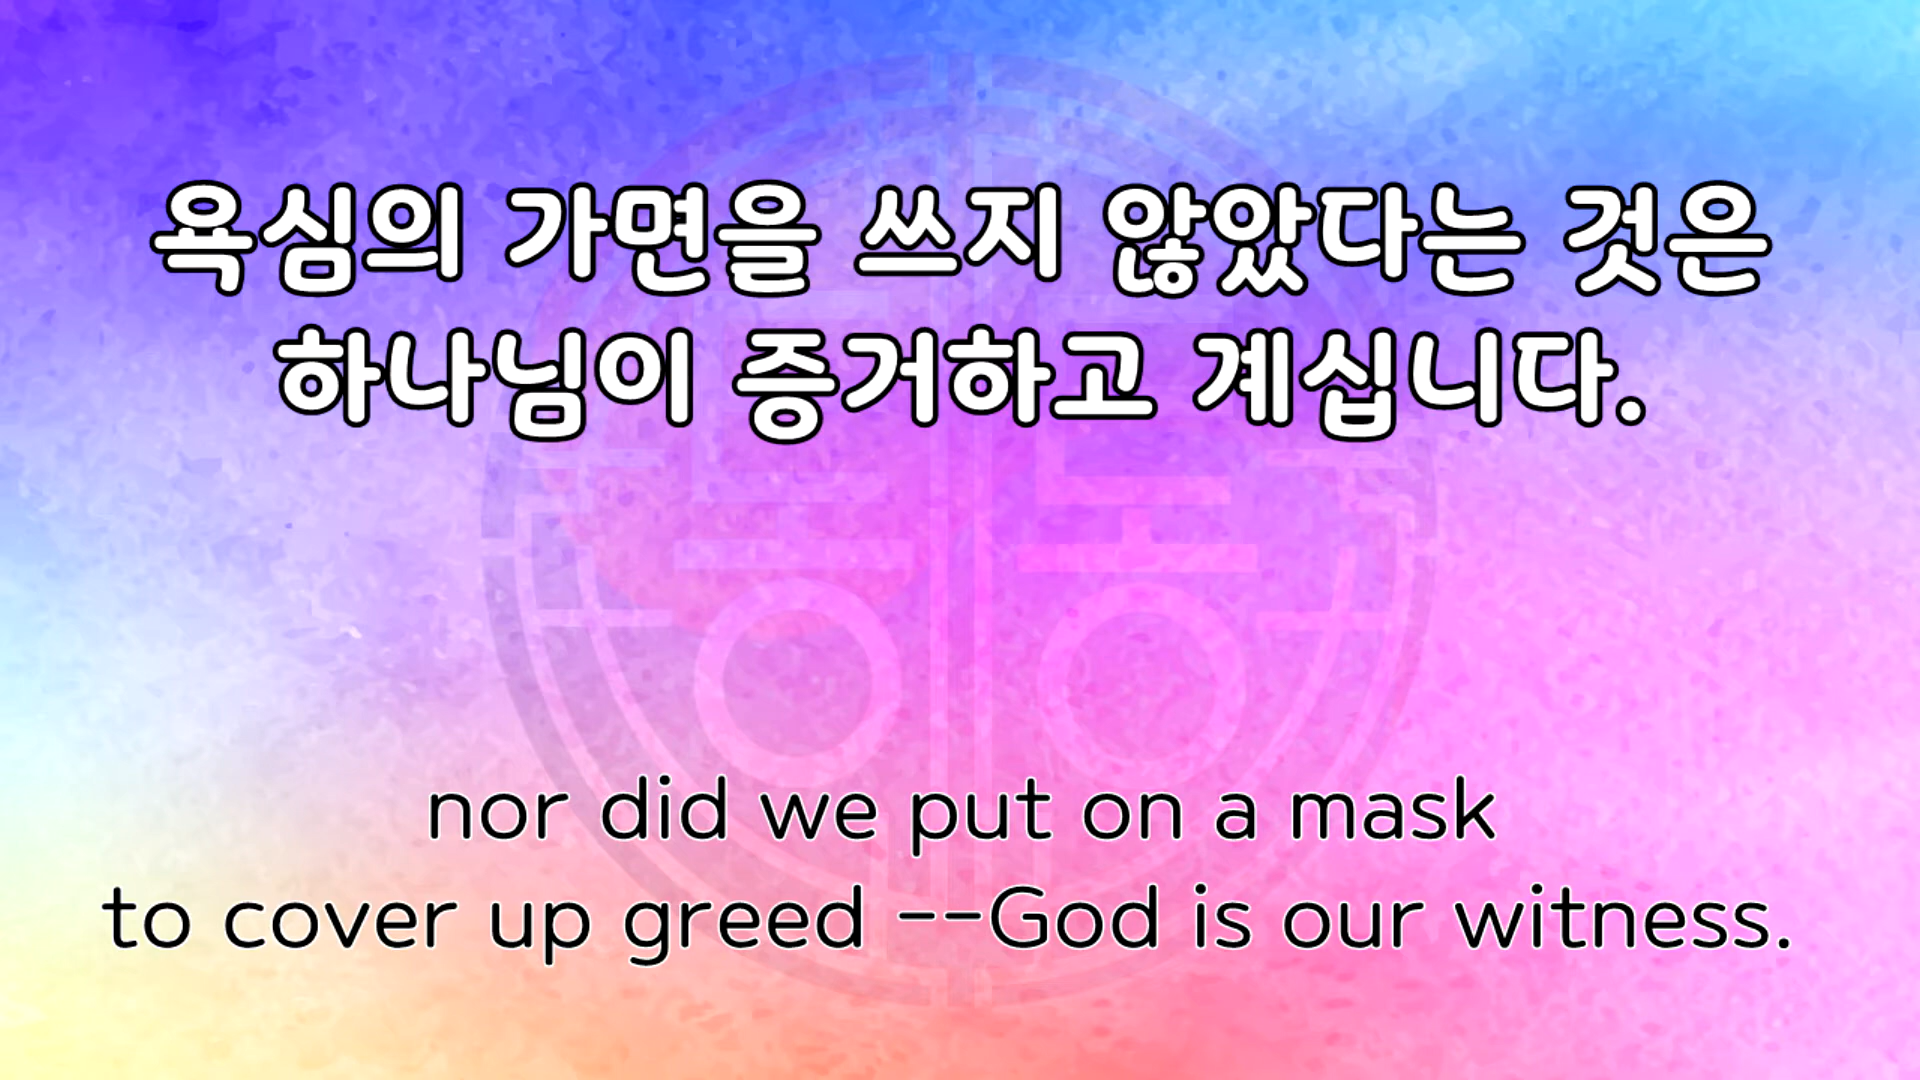 욕심의 가면을 쓰지 않았다는 것은
하나님이 증거하고 계십니다.
nor did we put on a mask
to cover up greed --God is our witness.